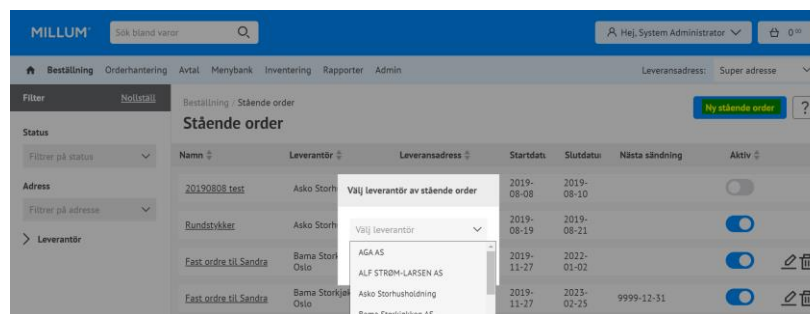 MILLUM
Sök bland varor
Hej, System Administrator
0⁰⁰
Beställning Orderhantering Avtal Menybank Inventering Rapporter Admin
Leveransadress: Super adresse
Filter Nollställ
Beställning / Stående order
Ny stående order
?
Stående order
Status
Filtrer på status
Namn Leverantör Leveransadress Startdatu Slutdatu Nästa sändning Aktiv
Adress
Filtrer på adresse
Leverantör
20190808 test Asko Storh 2019-08-08 2019-08-10
Rundstykker Asko Storh 2019-08-19 2019-08-21
Fast ordre til Sandra Bama Stork Oslo 2019-11-27 2022-01-02
Fast ordre til Sandra Bama Storkjøk Oslo 2019-11-27 2023-02-25 9999-12-31
Välj leverantör av stående order
Välj leverantör
AGA AS
ALF STRØM-LARSEN AS
Asko Storhusholdning
Bama Storkjøkken AS